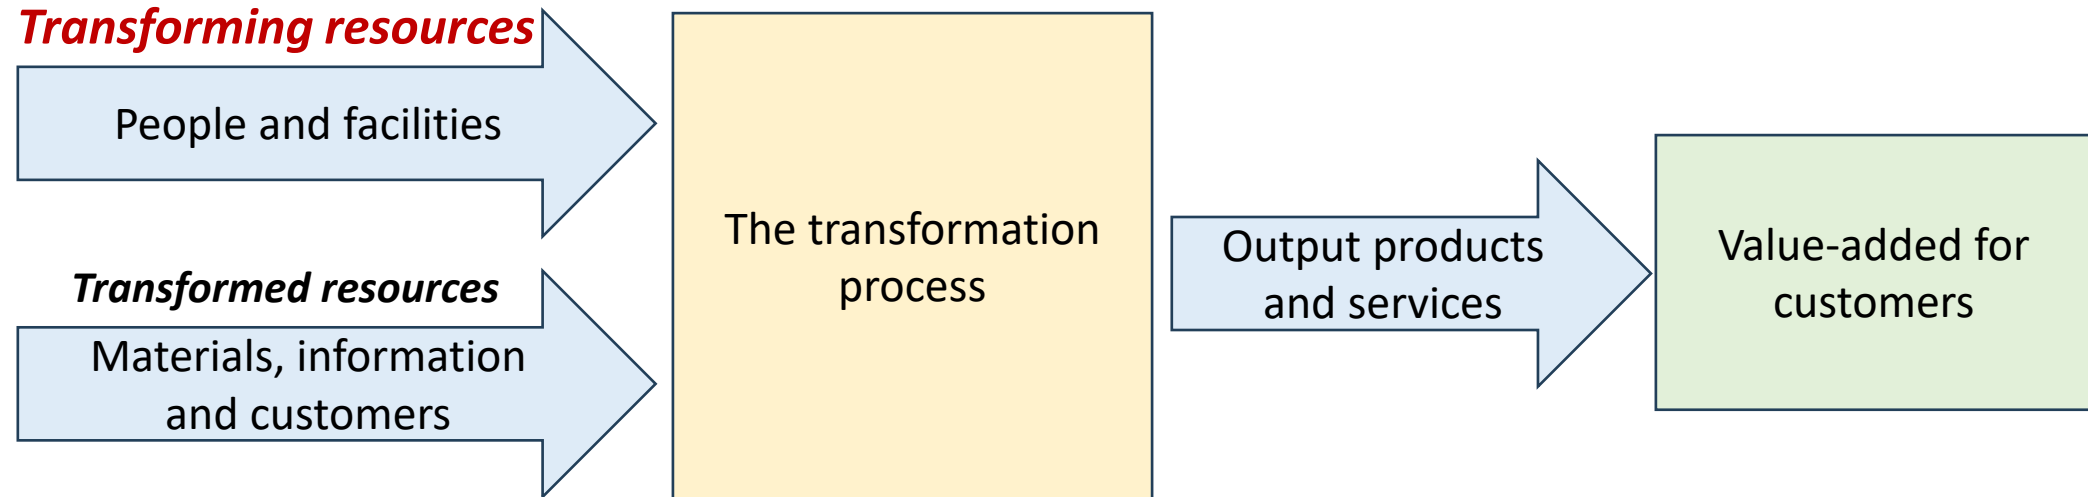 Transforming resources
People and facilities
Transformed resources
Materials, information
and customers
The transformation
process
Output products
and services
Value-added for
customers